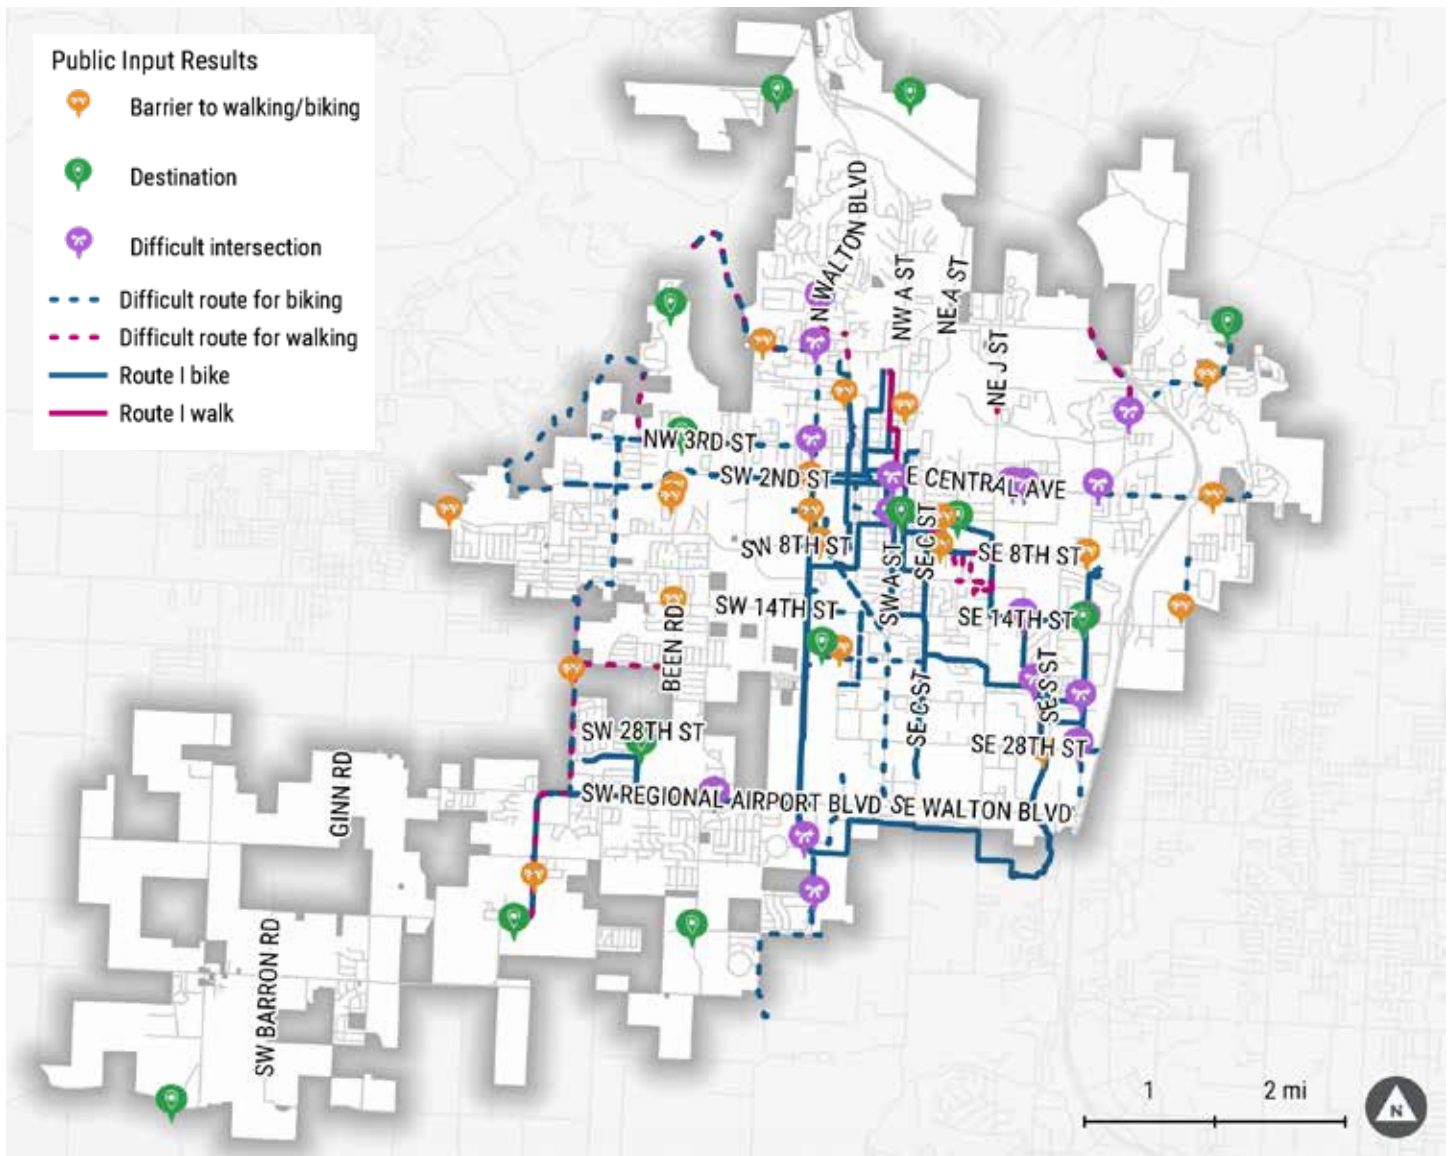 Public Input Results
Barrier to walking/biking
Destination
Difficult intersection
Difficult route for biking
Difficult route for walking
Route I bike
Route I walk
N WALTON BLVD
NW A ST
NE A ST
NE J ST
NW 3RD ST
SW 2ND ST
E CENTRAL AVE
SE C ST
8TH ST
SE 8TH ST
SW A ST
SW 14TH ST
SE 14TH ST
BEEN RD
SE S ST
SE C ST
SW 28TH ST
SE 28TH ST
GINN RD
SW REGIONAL AIRPORT BLVD
SE WALTON BLVD
SW BARRON RD
1 2 mi
N